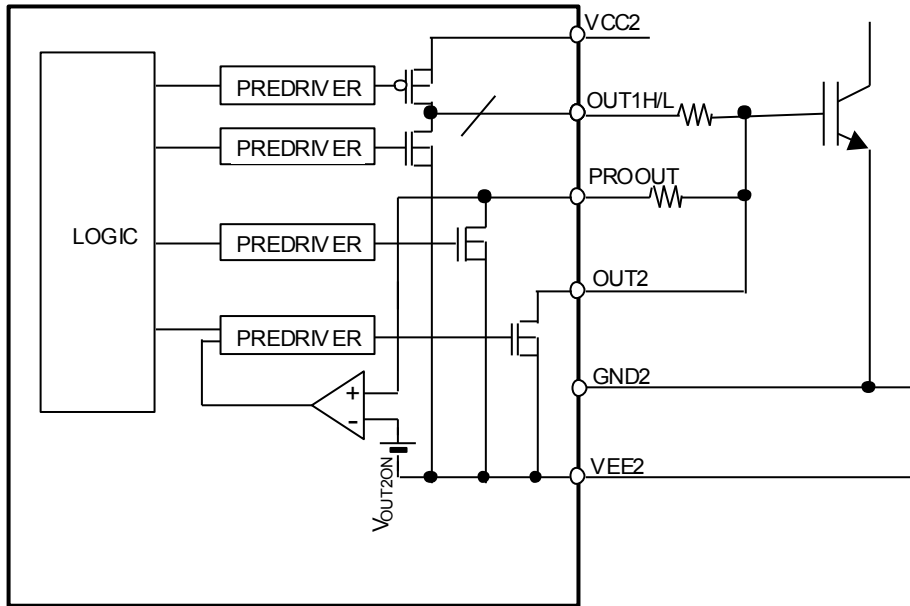 VCC2
PREDRIVER
OUT1H/L
PREDRIVER
PROOUT
LOGIC
PREDRIVER
OUT2
PREDRIVER
GND2
+
-
VOUT2ON
VEE2